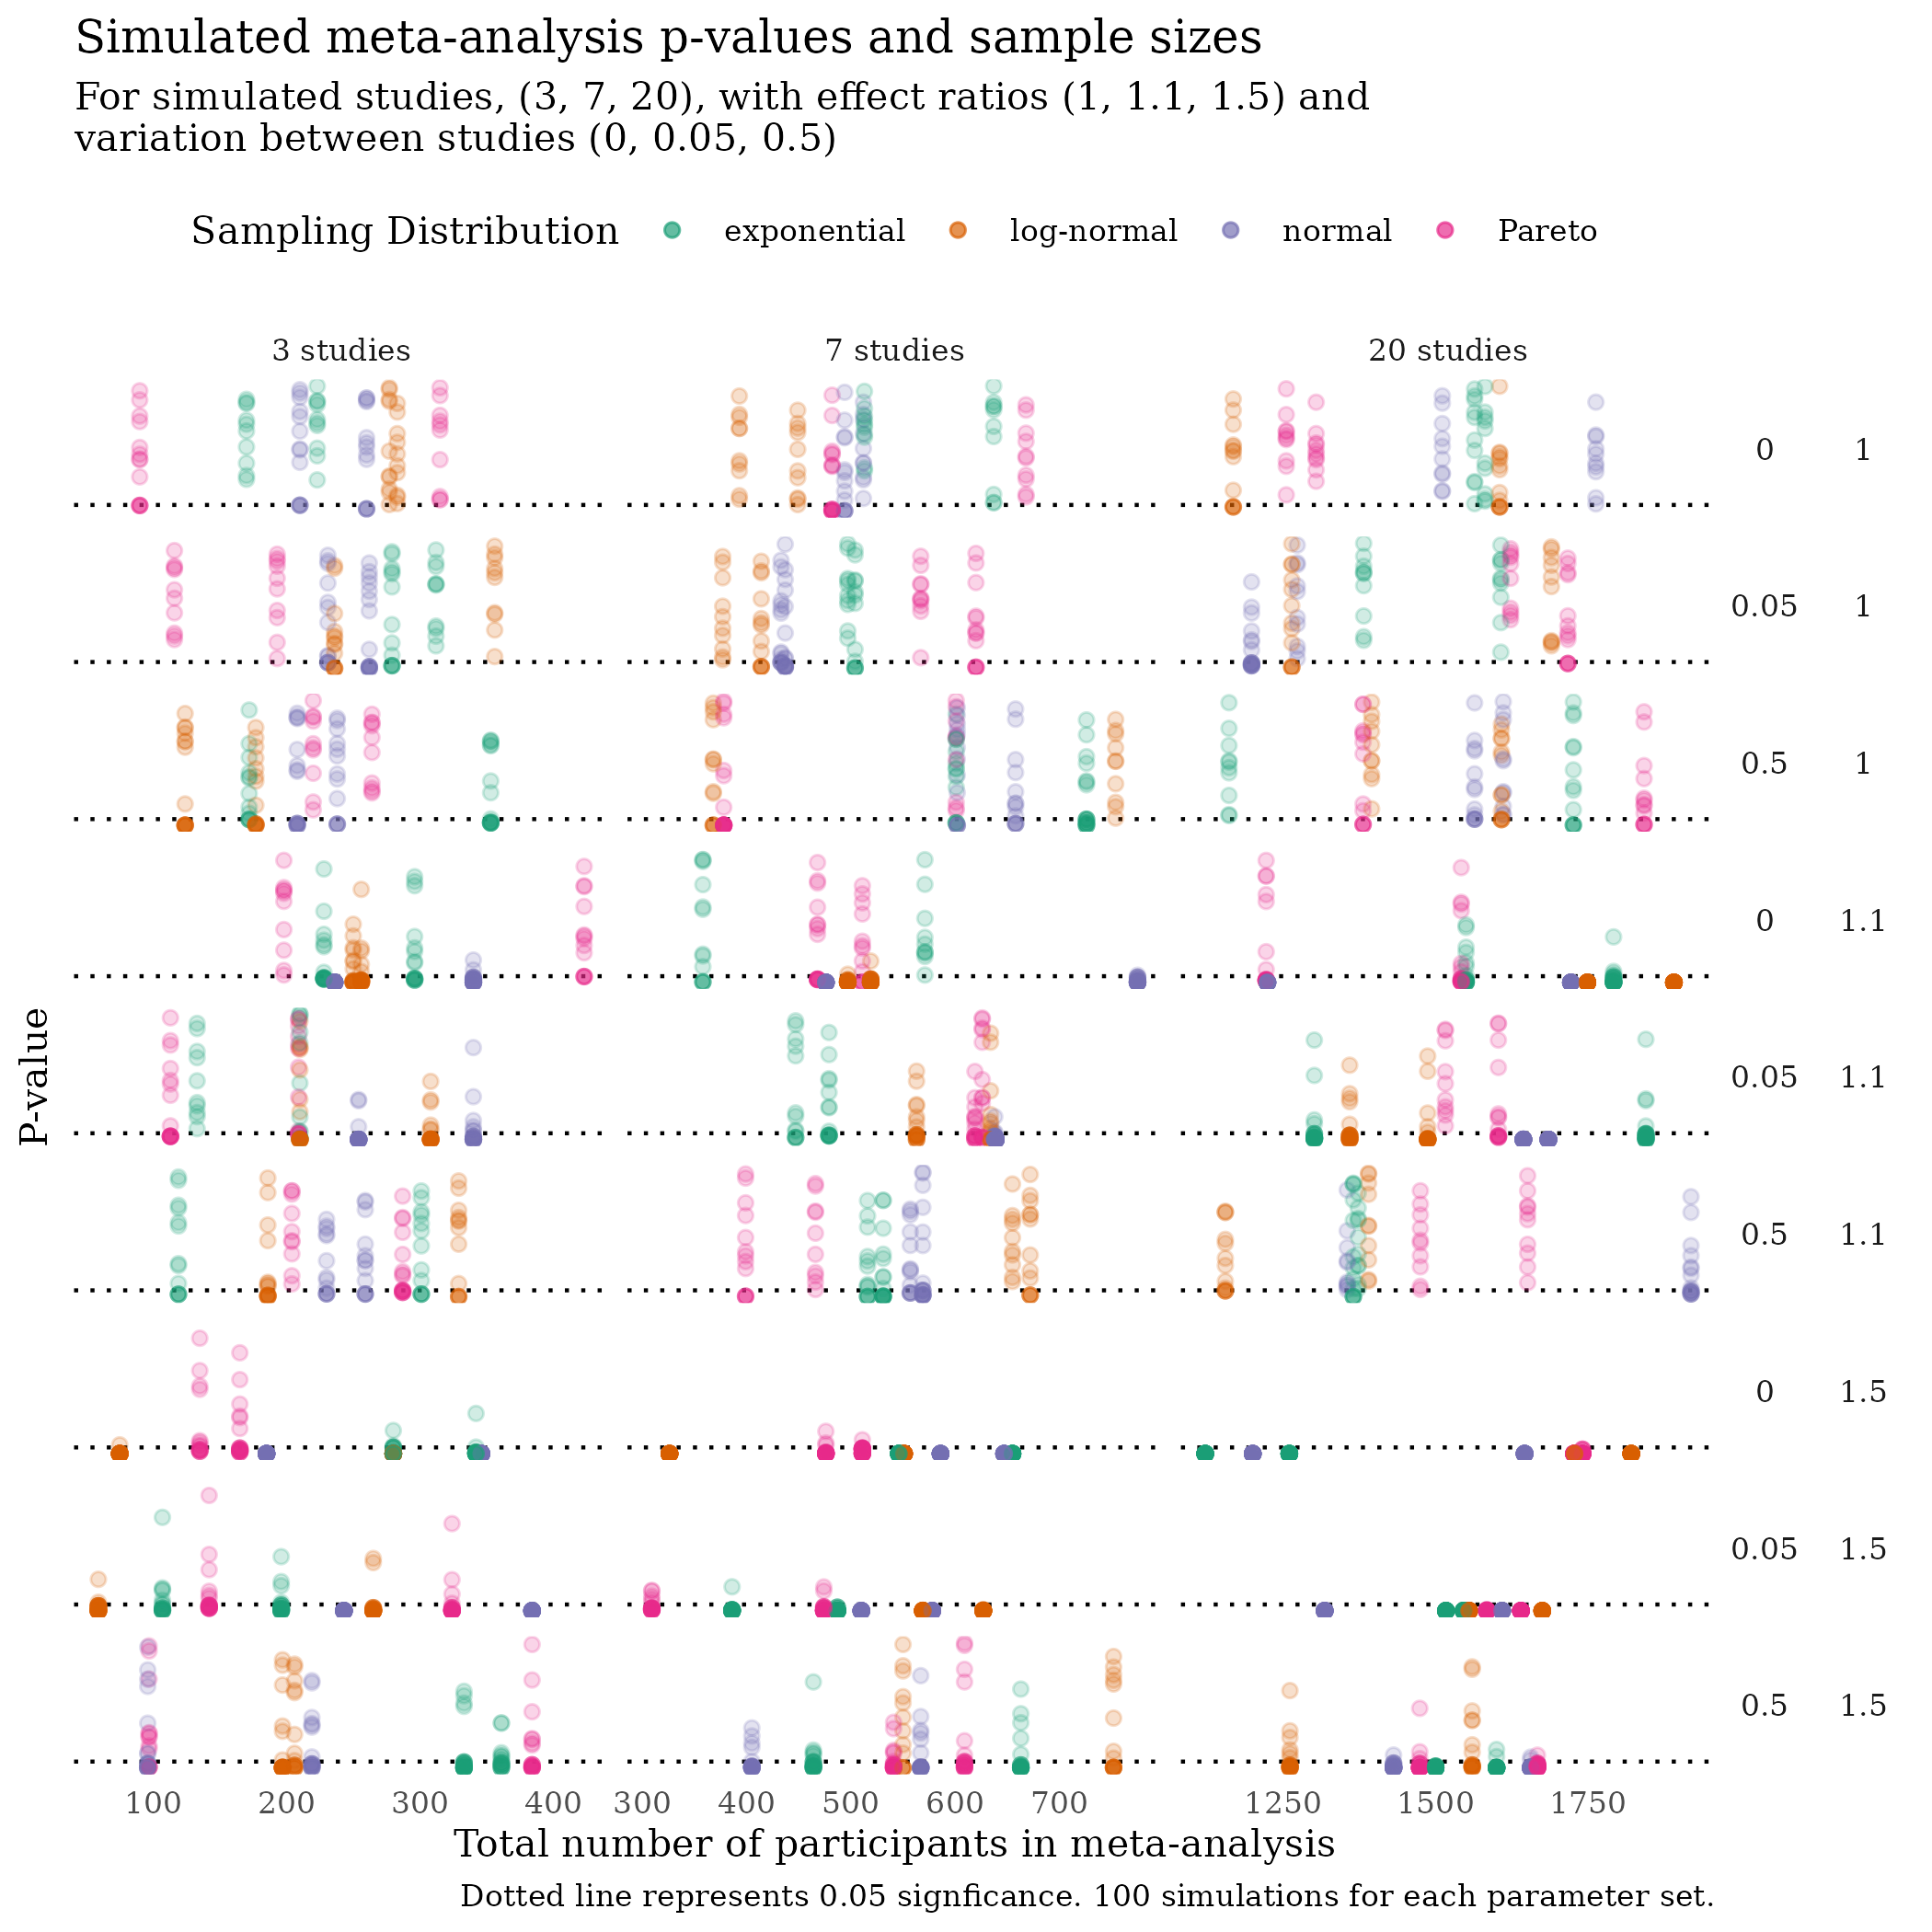 Simulated meta-analysis p-values and sample sizes
For simulated studies, (3, 7, 20), with effect ratios (1, 1.1, 1.5) and
variation between studies (0, 0.05, 0.5)
Sampling Distribution exponential log-normal normal Pareto
3 studies 7 studies 20 studies
0 1
0.05 1
0.5 1
0 1.1
0.05 1.1
0.5 1.1
0 1.5
0.05 1.5
0.5 1.5
P-value
100 200 300 400 300 400 500 600 700 1250 1500 1750
Total number of participants in meta-analysis
Dotted line represents 0.05 signficance. 100 simulations for each parameter set.